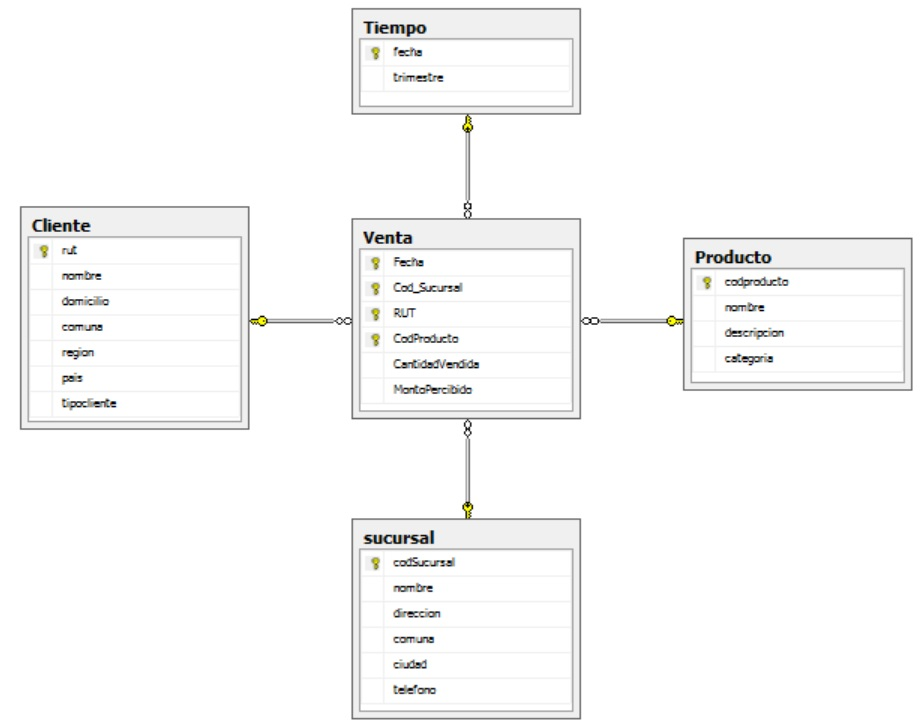 Tiempo
fecha
trimestre
Cliente
rut
nombre
domicilio
comuna
region
pais
tipocliente
Venta
Fecha
Cod_Sucursal
RUT
CodProducto
CantidadVendida
MontoPercibido
Producto
codproducto
nombre
descripcion
categoria
sucursal
codSucursal
nombre
direccion
comuna
ciudad
telefono